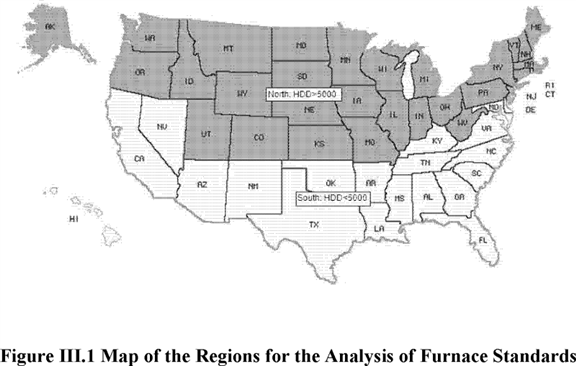 AK
WA
MT
ND
MN
ME
VT
NH
OR
ID
SD
WI
MI
NY
MA
WY
North: HDD>5000
IA
PA
RI
CT
NE
IL
IN
OH
NJ
DE
NV
UT
CO
KS
MO
WV
MD
VA
KY
CA
NC
TN
AZ
NM
OK
AR
SC
South: HDD<5000
MS
AL
GA
HI
TX
LA
FL
Figure III.1 Map of the Regions for the Analysis of Furnace Standards